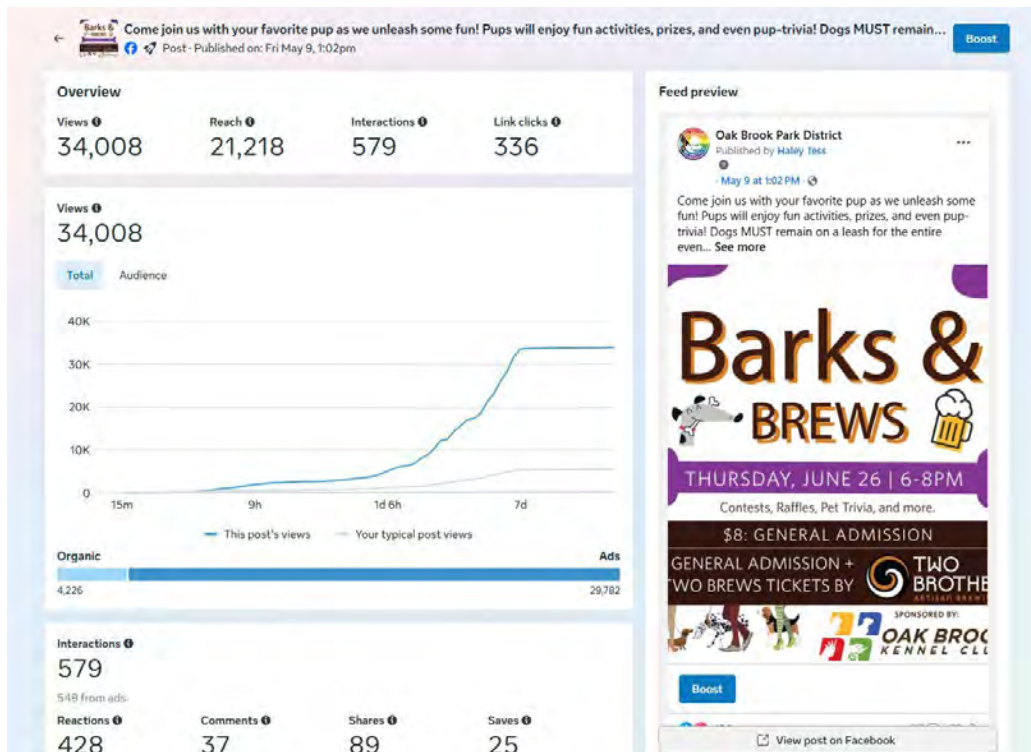 Come join us with your favorite pup as we unleash some fun! Pups will enjoy fun activities, prizes, and even pup-trivia! Dogs MUST remain...
Post · Published on: Fri May 9, 1:02pm
Boost
Overview
Views Reach Interactions Link clicks
34,008 21,218 579 336
Views
34,008
Total Audience
40K
30K
20K
10K
0
15m 9h 1d 6h 7d
This post's views Your typical post views
Organic Ads
4,226 29,782
Interactions
579
549 from ads
Reactions Comments Shares Saves
428 37 89 25
Feed preview
Oak Brook Park District
Published by Haley Tess
· May 9 at 1:02 PM ·
Come join us with your favorite pup as we unleash some
fun! Pups will enjoy fun activities, prizes, and even pup-
trivia! Dogs MUST remain on a leash for the entire
even... See more
Barks &
BREWS
THURSDAY, JUNE 26 | 6-8PM
Contests, Raffles, Pet Trivia, and more.
$8: GENERAL ADMISSION
GENERAL ADMISSION +
TWO BREWS TICKETS BY
TWO
BROTHE
SPONSORED BY:
OAK BROO
KENNEL CLU
Boost
View post on Facebook